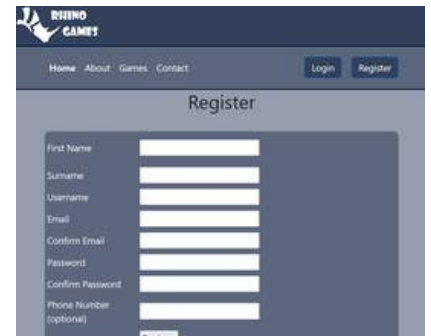 RHINO
GAMES
Home About Games Contact Login Register
Register
First Name
Surname
Username
Email
Confirm Email
Password
Confirm Password
Phone Number
(optional)